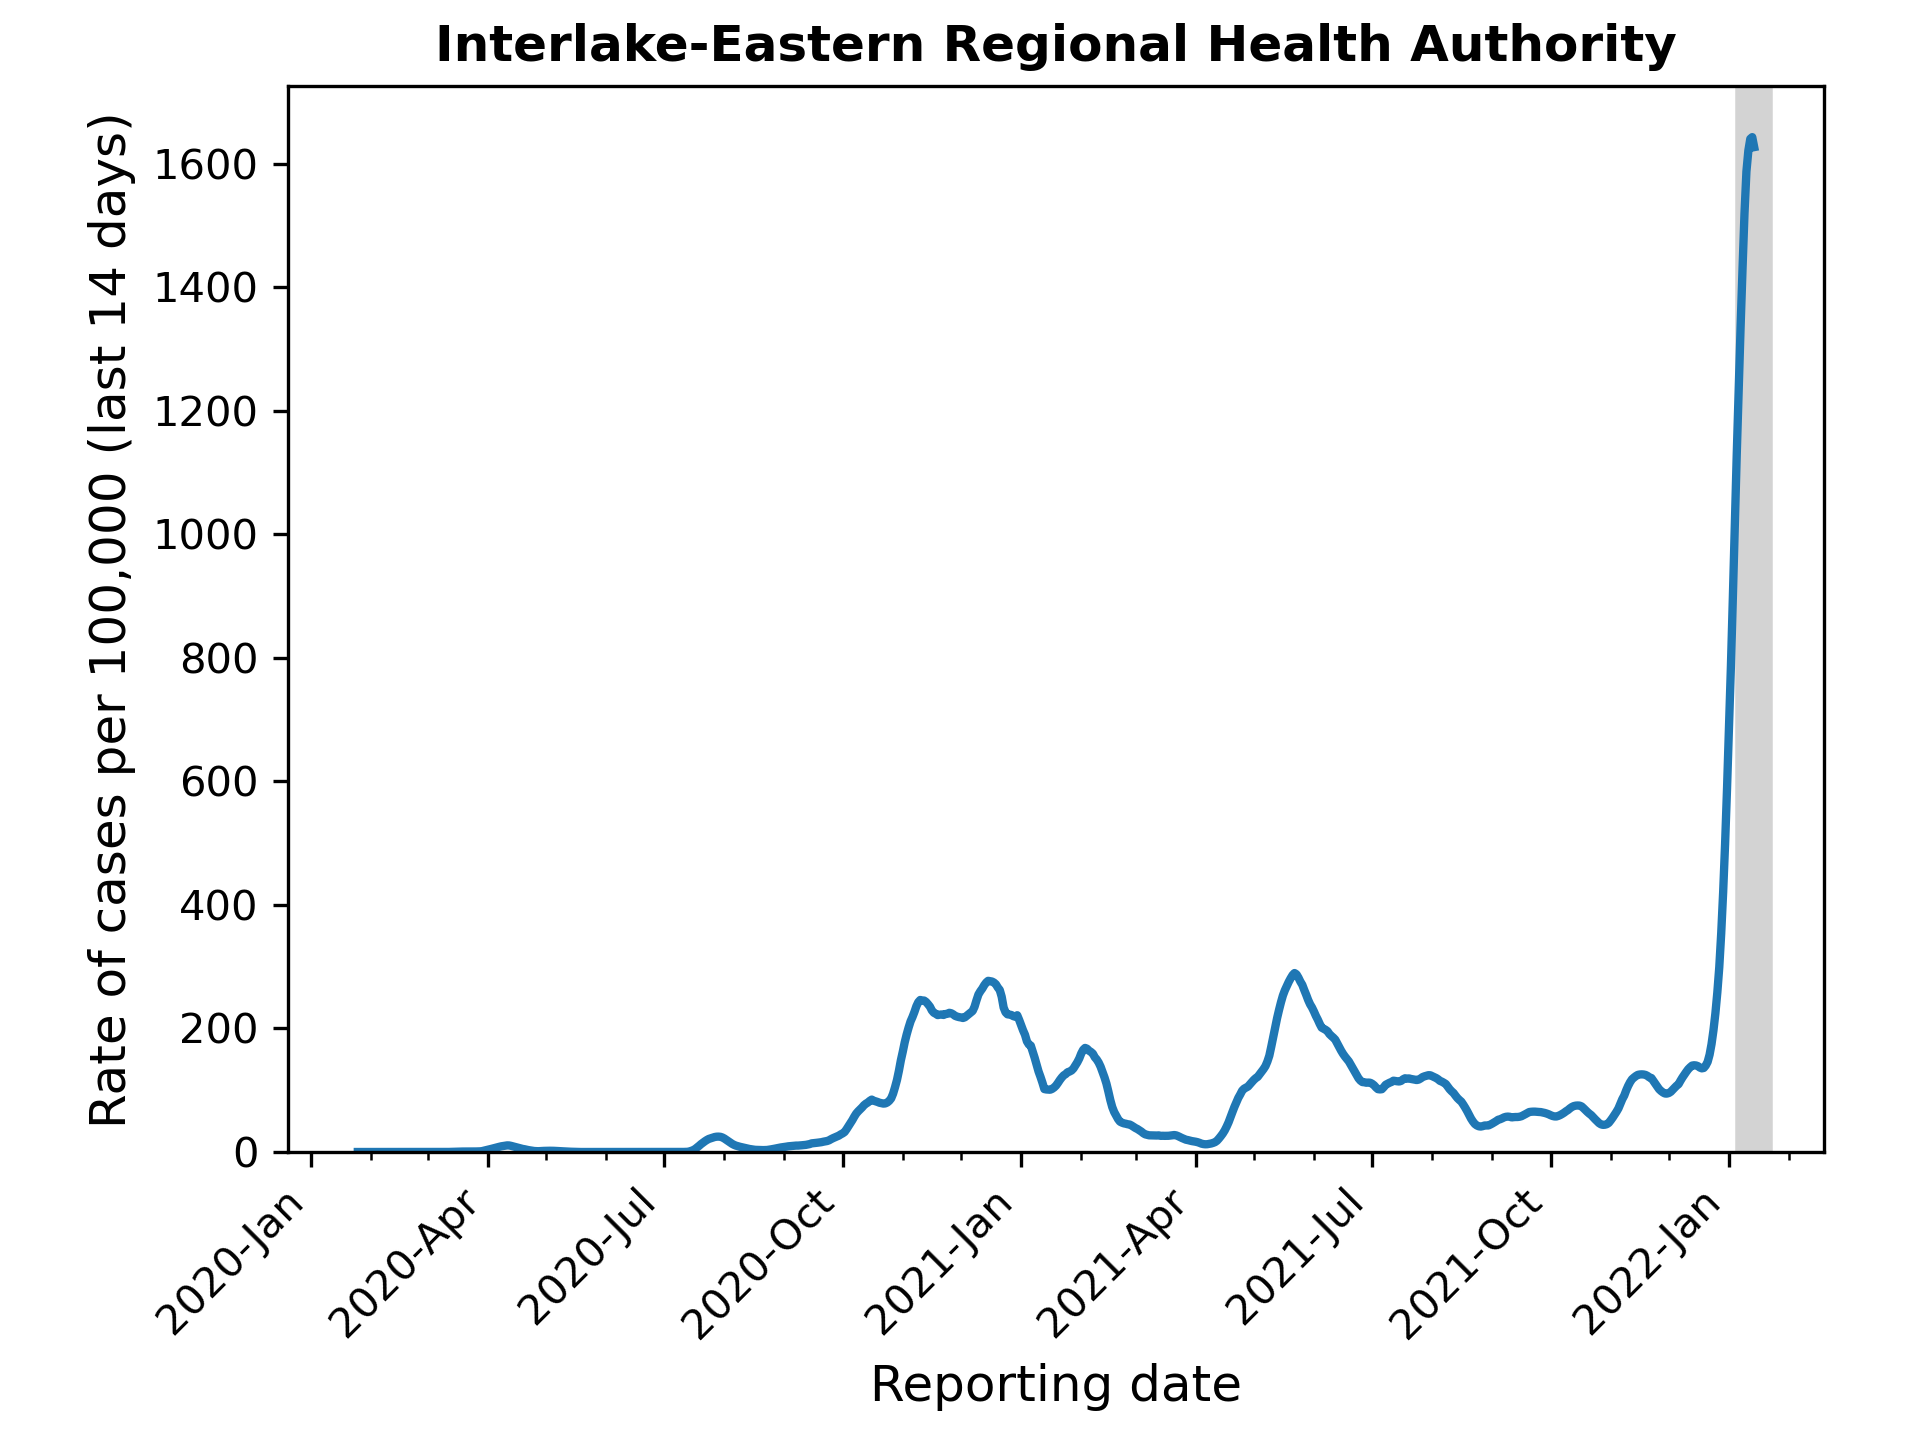 Interlake-Eastern Regional Health Authority
Rate of cases per 100,000 (last 14 days)
1600
1400
1200
1000
800
600
400
200
0
2020-Jan
2020-Apr
2020-Jul
2020-Oct
2021-Jan
2021-Apr
2021-Jul
2021-Oct
2022-Jan
Reporting date